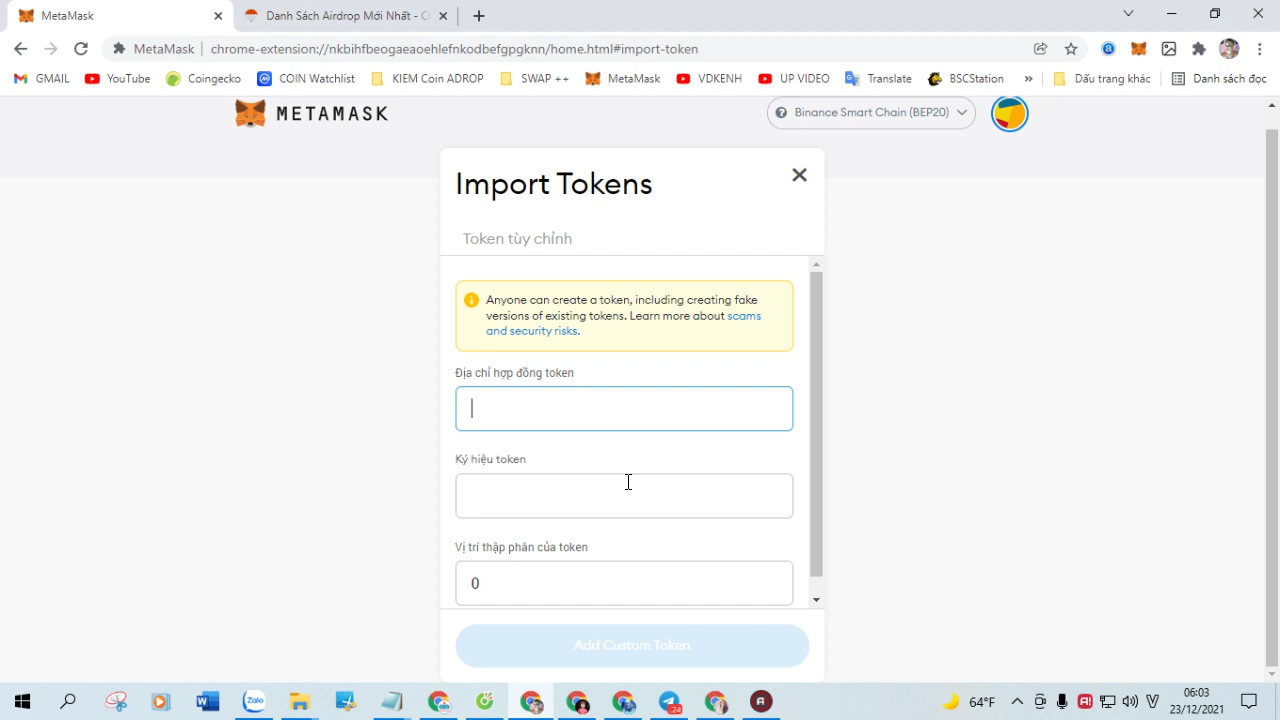 MetaMask
Danh Sách Airdrop Mới Nhất - C
MetaMask
chrome-extension://nkbihfbeogaeaoehlefnkodbefgpgknn/home.html#import-token
GMAIL
YouTube
Coingecko
COIN Watchlist
KIEM Coin ADROP
SWAP ++
MetaMask
VDKENH
UP VIDEO
Translate
BSCStation
»
Dấu trang khác
Danh sách đọc
METAMASK
Binance Smart Chain (BEP20)
Import Tokens
Token tùy chỉnh
Anyone can create a token, including creating fake
versions of existing tokens. Learn more about scams
and security risks.
Địa chỉ hợp đồng token
Ký hiệu token
Vị trí thập phân của token
0
Add Custom Token
Zalo
24
64°F
06:03
23/12/2021